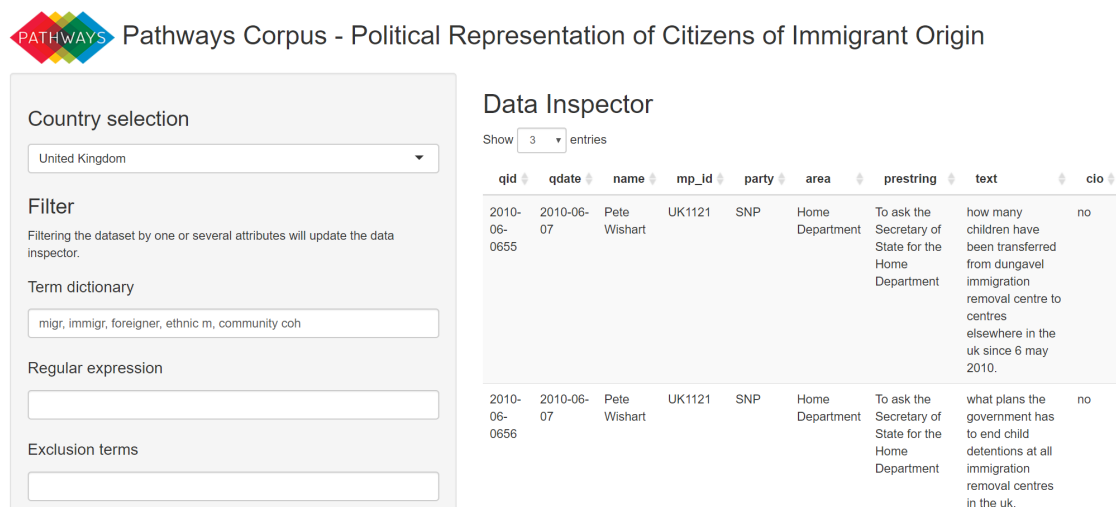 PATHWAYS Pathways Corpus - Political Representation of Citizens of Immigrant Origin
Country selection
United Kingdom
Filter
Filtering the dataset by one or several attributes will update the data
inspector.
Term dictionary
migr, immigr, foreigner, ethnic m, community coh
Regular expression
Exclusion terms
Data Inspector
Show 3 entries
qid qdate name mp_id party area prestring text cio
2010- 2010-06- Pete UK1121 SNP Home To ask the how many no
06- 07 Wishart Department Secretary of children have
0655 State for the been transferred
Home from dungavel
Department immigration
removal centre to
centres
elsewhere in the
uk since 6 may
2010.
2010- 2010-06- Pete UK1121 SNP Home To ask the what plans the no
06- 07 Wishart Department Secretary of government has
0656 State for the to end child
Home detentions at all
Department immigration
removal centres
in the uk.